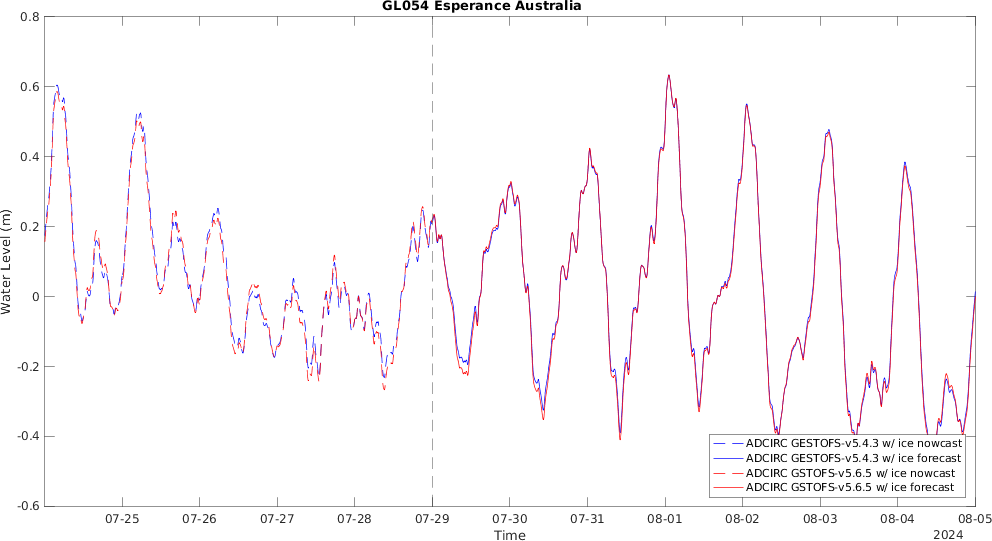 GL054 Esperance Australia
0.8
0.6
0.4
0.2
0
-0.2
-0.4
-0.6
Water Level (m)
ADCIRC GESTOFS-v5.4.3 w/ ice nowcast
ADCIRC GESTOFS-v5.4.3 w/ ice forecast
ADCIRC GSTOFS-v5.6.5 w/ ice nowcast
ADCIRC GSTOFS-v5.6.5 w/ ice forecast
07-25 07-26 07-27 07-28 07-29 07-30 07-31 08-01 08-02 08-03 08-04 08-05
Time
2024